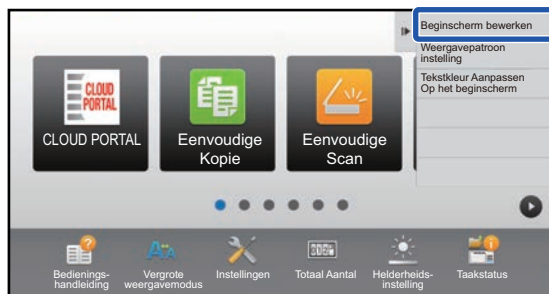 Beginscherm bewerken
Weergavepatroon
instelling
Tekstkleur Aanpassen
Op het beginscherm
CLOUD
PORTAL
CLOUD PORTAL
Eenvoudige
Kopie
Eenvoudige
Scan
Bedienings-
handleiding
Vergrote
weergavemodus
Instellingen
Totaal Aantal
Helderheids-
instelling
Taakstatus